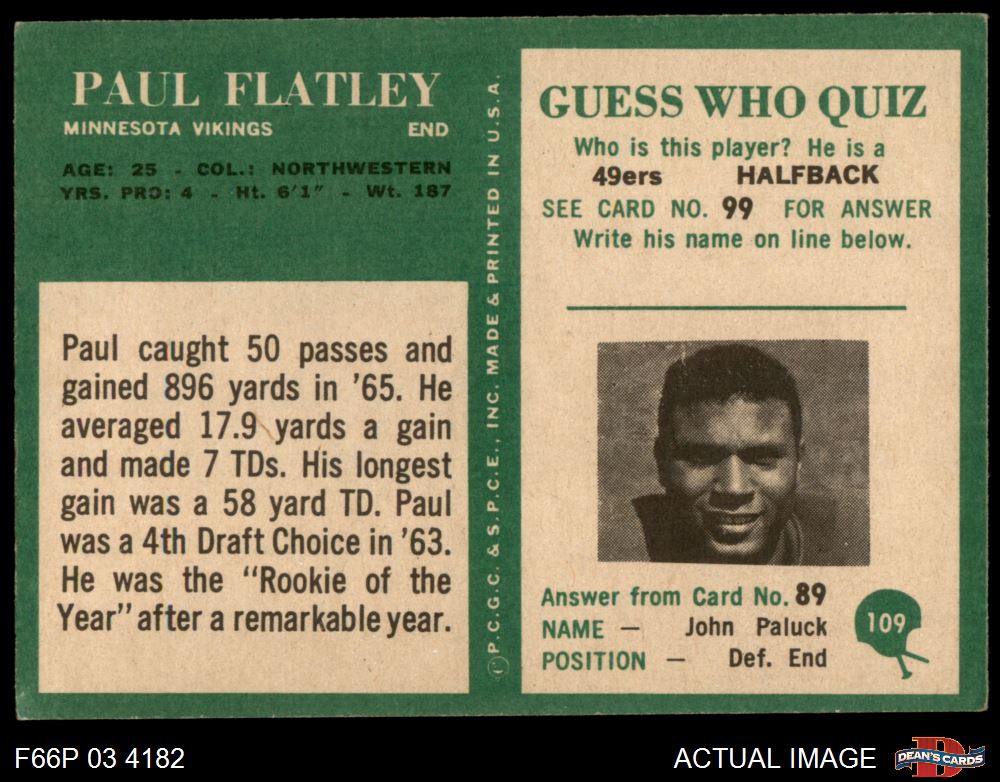 PAUL FLATLEY
MINNESOTA VIKINGS END
AGE: 25 - COL.: NORTHWESTERN
YRS. PRO: 4 - Ht. 6'1" - Wt. 187
Paul caught 50 passes and
gained 896 yards in '65. He
averaged 17.9 yards a gain
and made 7 TDs. His longest
gain was a 58 yard TD. Paul
was a 4th Draft Choice in '63.
He was the "Rookie of the
Year" after a remarkable year.
© P.C.G.C. & S.P.C.E., INC. MADE & PRINTED IN U.S.A.
GUESS WHO QUIZ
Who is this player? He is a
49ers HALFBACK
SEE CARD NO. 99 FOR ANSWER
Write his name on line below.
Answer from Card No. 89
NAME — John Paluck
POSITION — Def. End
109
F66P 03 4182
ACTUAL IMAGE
D
DEAN'S CARDS